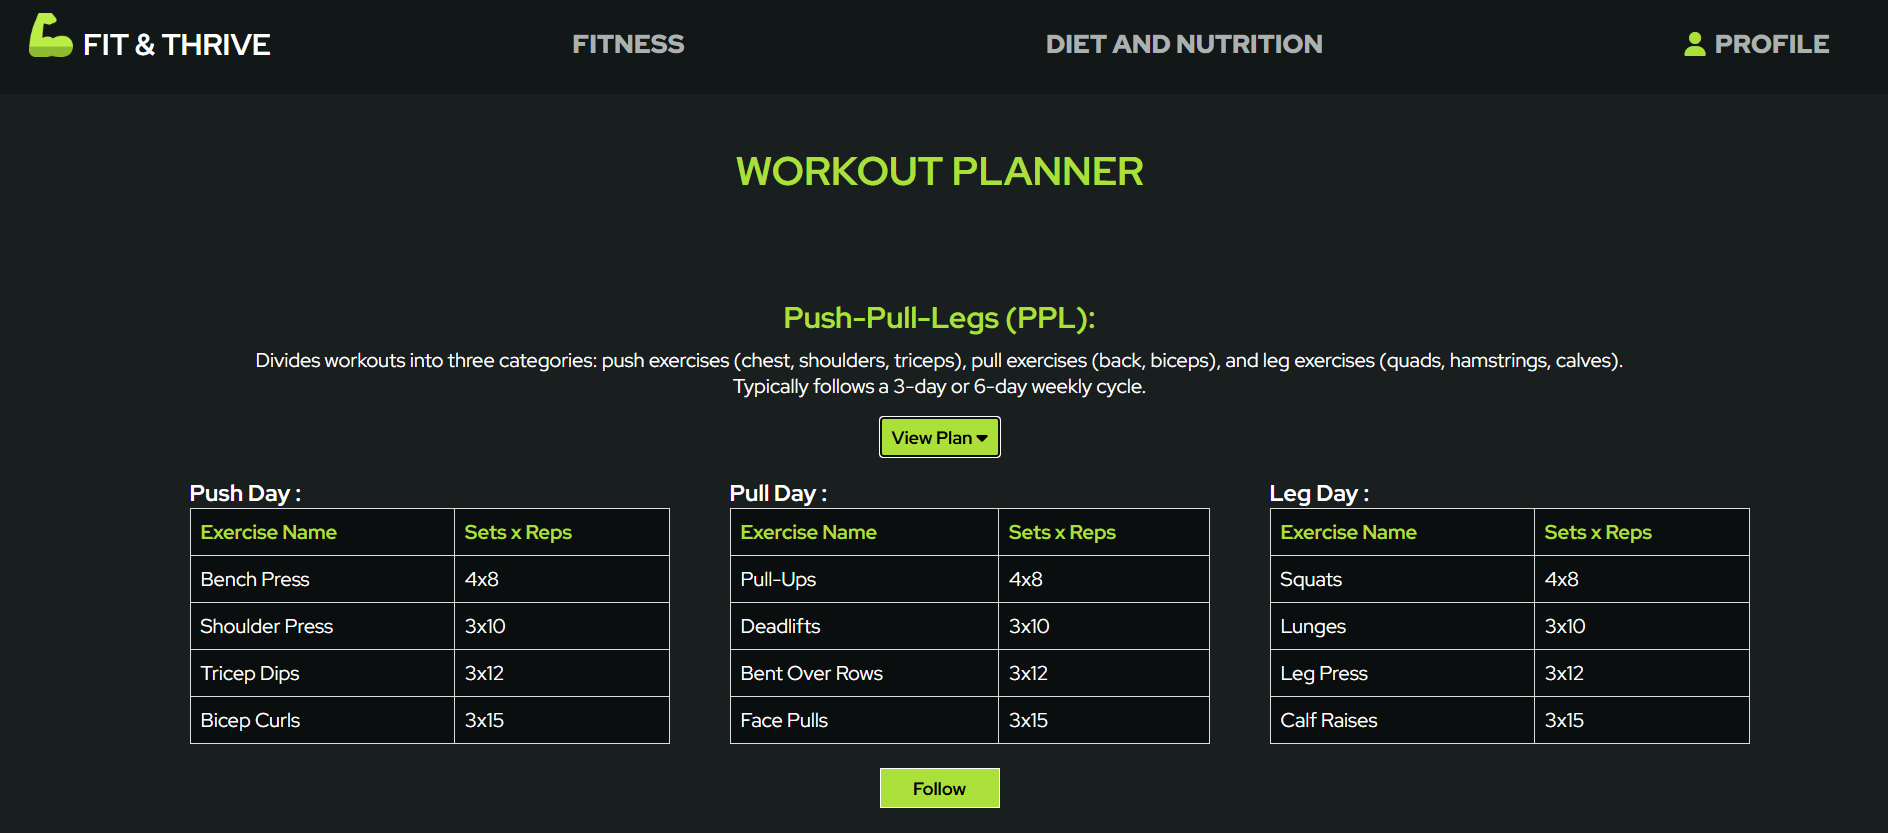 FIT & THRIVE
FITNESS
DIET AND NUTRITION
PROFILE
WORKOUT PLANNER
Push-Pull-Legs (PPL):
Divides workouts into three categories: push exercises (chest, shoulders, triceps), pull exercises (back, biceps), and leg exercises (quads, hamstrings, calves).
Typically follows a 3-day or 6-day weekly cycle.
View Plan
Push Day :
Exercise Name Sets x Reps
Bench Press 4x8
Shoulder Press 3x10
Tricep Dips 3x12
Bicep Curls 3x15
Pull Day :
Exercise Name Sets x Reps
Pull-Ups 4x8
Deadlifts 3x10
Bent Over Rows 3x12
Face Pulls 3x15
Leg Day :
Exercise Name Sets x Reps
Squats 4x8
Lunges 3x10
Leg Press 3x12
Calf Raises 3x15
Follow